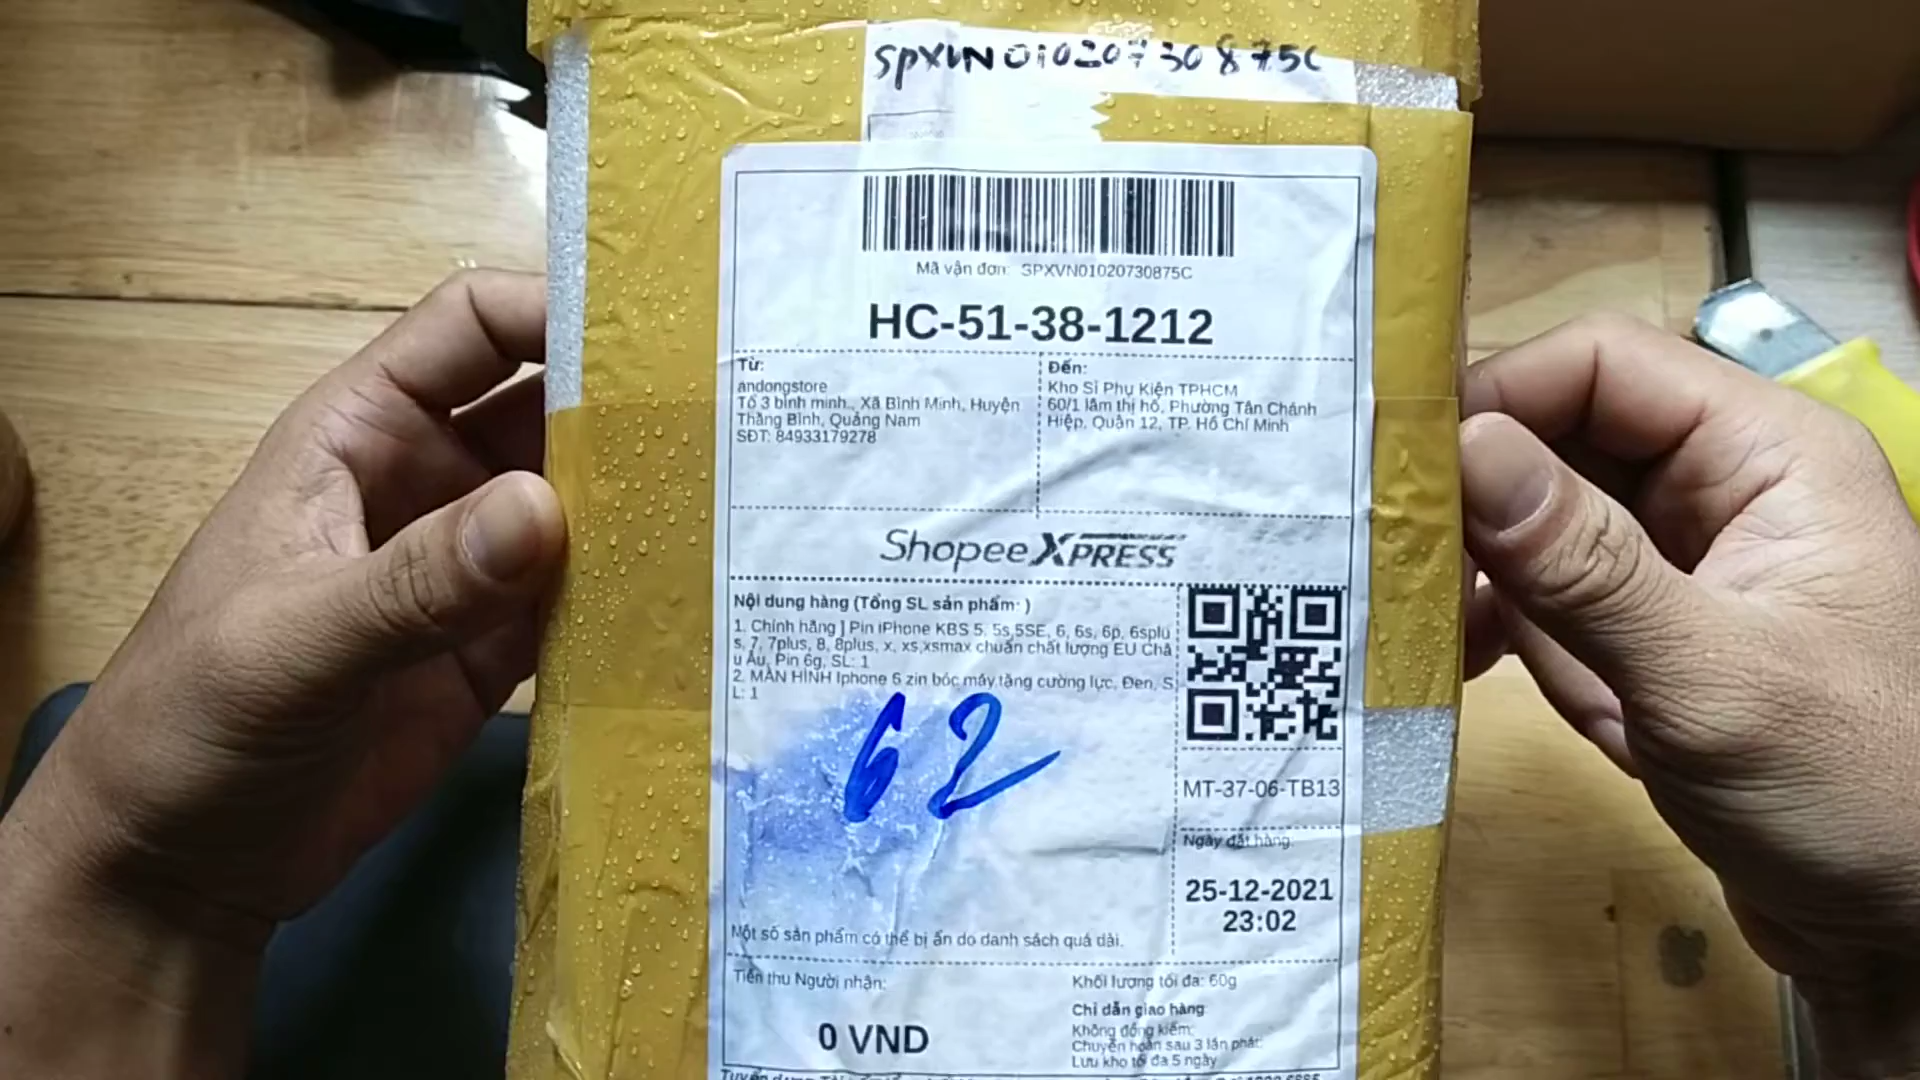 SPXVN01020730875C
Mã vận đơn: SPXVN01020730875C
HC-51-38-1212
Từ:
andongstore
Tổ 3 bình minh., Xã Bình Minh, Huyện
Thăng Bình, Quảng Nam
SĐT: 84933179278
Đến:
Kho Sỉ Phụ Kiện TPHCM
60/1 lâm thị hố, Phường Tân Chánh
Hiệp, Quận 12, TP. Hồ Chí Minh
Shopee XPRESS
Nội dung hàng (Tổng SL sản phẩm: )
1. Chính hãng ] Pin iPhone KBS 5, 5s,5SE, 6, 6s, 6p, 6splu
s, 7, 7plus, 8, 8plus, x, xs,xsmax chuẩn chất lượng EU Châ
u Âu, Pin 6g, SL: 1
2. MÀN HÌNH Iphone 6 zin bóc máy,tặng cường lực, Đen, S
L: 1
62
MT-37-06-TB13
Ngày đặt hàng:
25-12-2021
23:02
Một số sản phẩm có thể bị ẩn do danh sách quá dài.
Tiền thu Người nhận:
0 VND
Khối lượng tối đa: 60g
Chỉ dẫn giao hàng
Không đồng kiểm;
Chuyển hoàn sau 3 lần phát;
Lưu kho tối đa 5 ngày